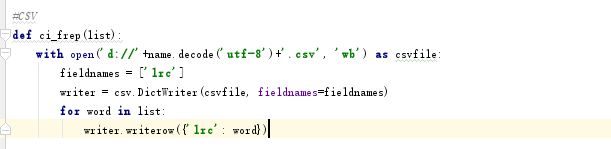 #CSV
def ci_frep(list):
with open('d://'+name.decode('utf-8')+'.csv', 'wb') as csvfile:
fieldnames = ['lrc']
writer = csv.DictWriter(csvfile, fieldnames=fieldnames)
for word in list:
writer.writerow({'lrc': word})